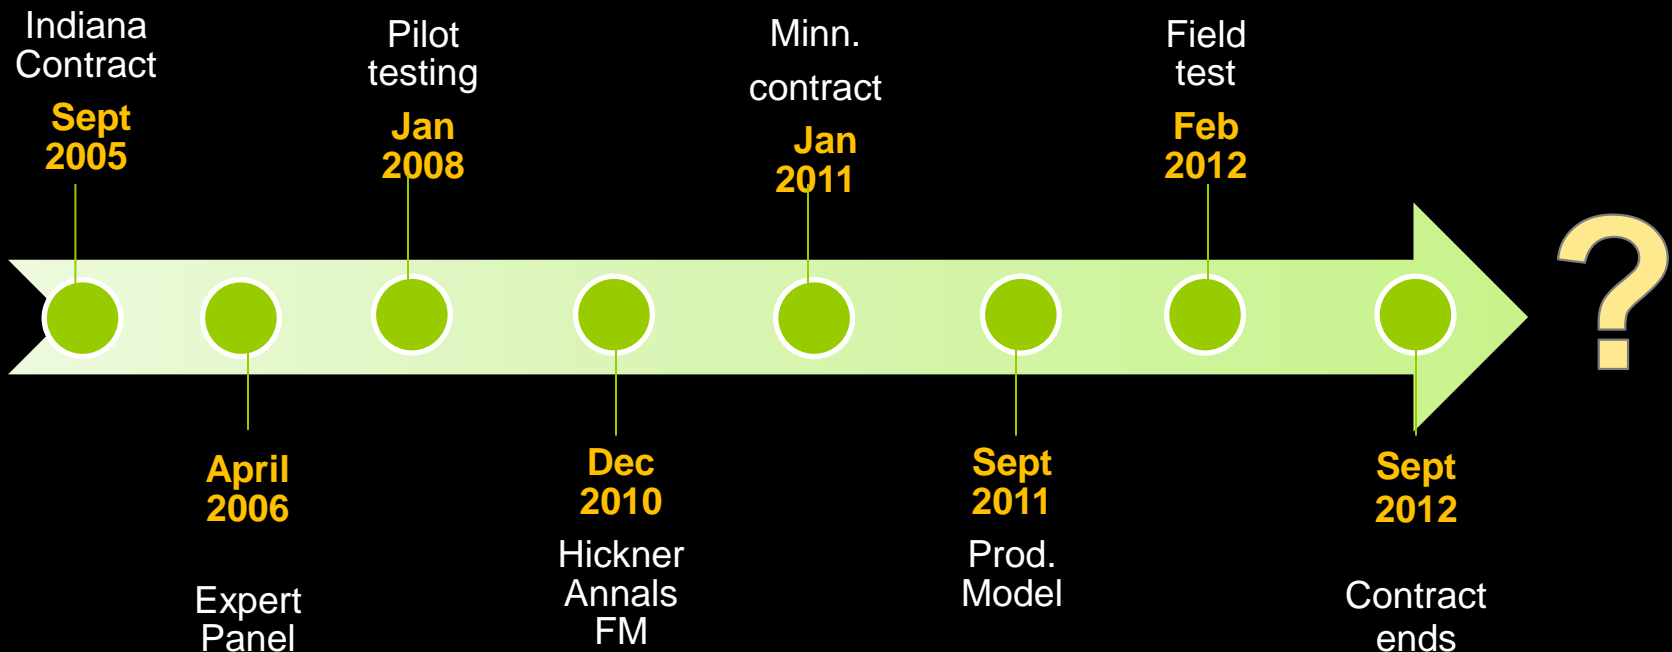 Indiana
Contract
Sept
2005
Pilot
testing
Jan
2008
Minn.
contract
Jan
2011
Field
test
Feb
2012
?
April
2006
Expert
Panel
Dec
2010
Hickner
Annals
FM
Sept
2011
Prod.
Model
Sept
2012
Contract
ends